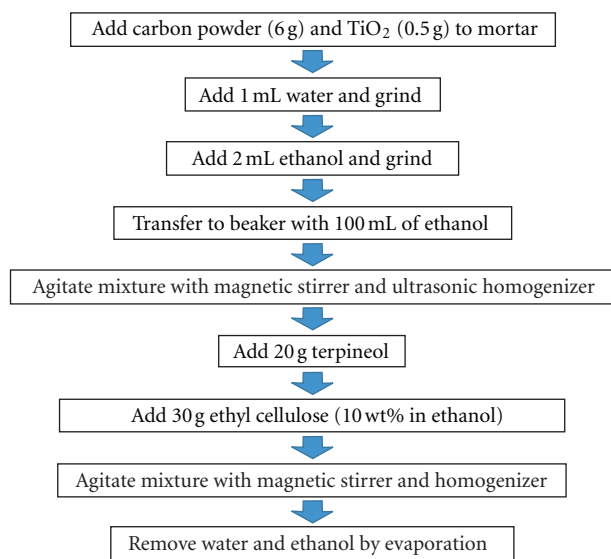 Add carbon powder (6 g) and TiO₂ (0.5 g) to mortar
Add 1 mL water and grind
Add 2 mL ethanol and grind
Transfer to beaker with 100 mL of ethanol
Agitate mixture with magnetic stirrer and ultrasonic homogenizer
Add 20 g terpineol
Add 30 g ethyl cellulose (10 wt% in ethanol)
Agitate mixture with magnetic stirrer and homogenizer
Remove water and ethanol by evaporation